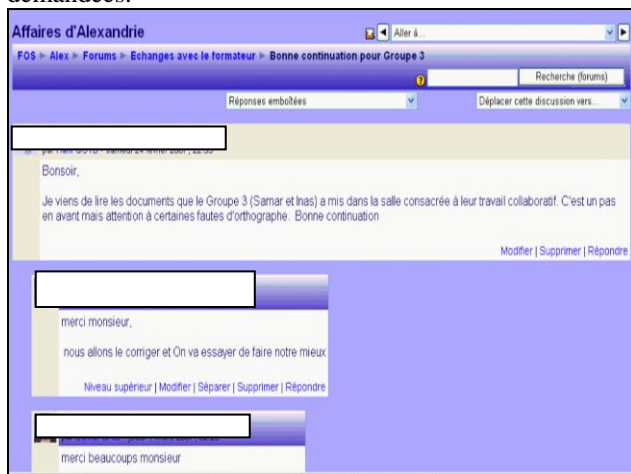 demandées.
Affaires d'Alexandrie
Aller à...
FOS ► Alex ► Forums ► Echanges avec le formateur ► Bonne continuation pour Groupe 3
Recherche (forums)
Réponses emboîtées
Déplacer cette discussion vers...
Bonsoir,
Je viens de lire les documents que le Groupe 3 (Samar et Inas) a mis dans la salle consacrée à leur travail collaboratif. C'est un pas
en avant mais attention à certaines fautes d'orthographe. Bonne continuation
Modifier | Supprimer | Répondre
merci monsieur,
nous allons le corriger et On va essayer de faire notre mieux
Niveau supérieur | Modifier | Séparer | Supprimer | Répondre
merci beaucoups monsieur